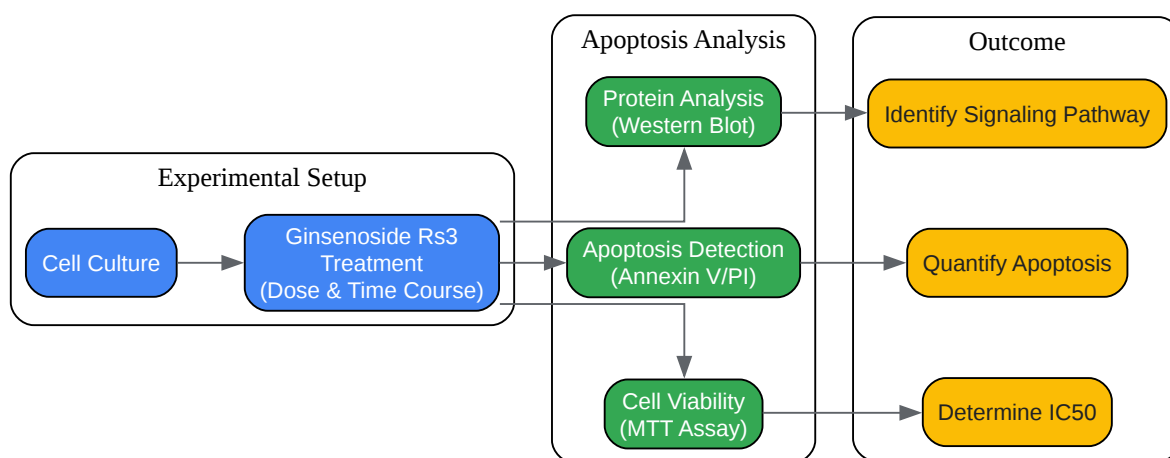 Experimental Setup
Cell Culture
Ginsenoside Rs3
Treatment
(Dose & Time Course)
Apoptosis Analysis
Protein Analysis
(Western Blot)
Apoptosis Detection
(Annexin V/PI)
Cell Viability
(MTT Assay)
Outcome
Identify Signaling Pathway
Quantify Apoptosis
Determine IC50